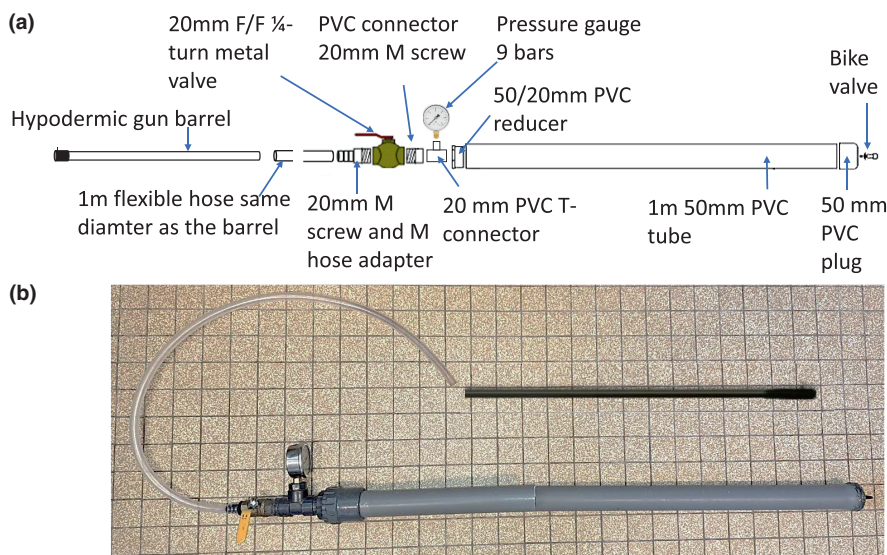 (a)
20mm F/F ¼-
turn metal
valve
PVC connector
20mm M screw
Pressure gauge
9 bars
Bike
valve
50/20mm PVC
reducer
Hypodermic gun barrel
1m flexible hose same
diamter as the barrel
20mm M
screw and M
hose adapter
20 mm PVC T-
connector
1m 50mm PVC
tube
50 mm
PVC
plug
(b)